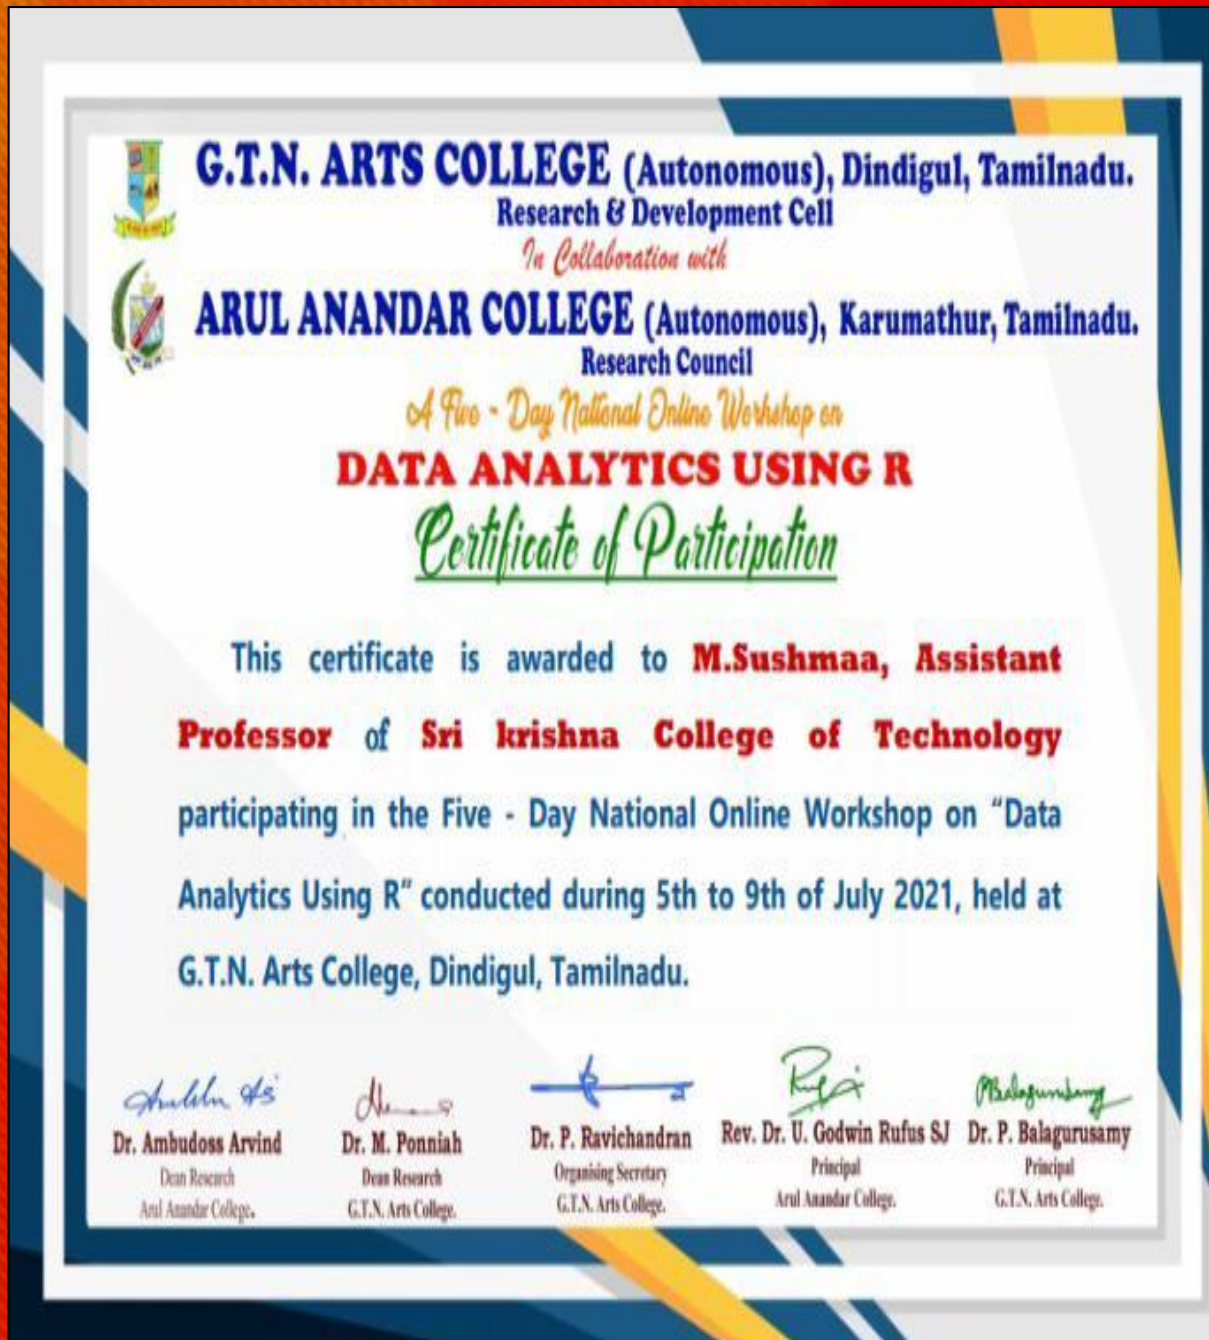 G.T.N. ARTS COLLEGE (Autonomous), Dindigul, Tamilnadu.
Research & Development Cell
In Collaboration with
ARUL ANANDAR COLLEGE (Autonomous), Karumathur, Tamilnadu.
Research Council
A Five - Day National Online Workshop on
DATA ANALYTICS USING R
Certificate of Participation
This certificate is awarded to M.Sushmaa, Assistant
Professor of Sri krishna College of Technology
participating in the Five - Day National Online Workshop on “Data
Analytics Using R” conducted during 5th to 9th of July 2021, held at
G.T.N. Arts College, Dindigul, Tamilnadu.
Dr. Ambudoss Arvind
Dean Research
Arul Anandar College.
Dr. M. Ponniah
Dean Research
G.T.N. Arts College.
Dr. P. Ravichandran
Organising Secretary
G.T.N. Arts College.
Rev. Dr. U. Godwin Rufus SJ
Principal
Arul Anandar College.
PBalagurusamy
Dr. P. Balagurusamy
Principal
G.T.N. Arts College.